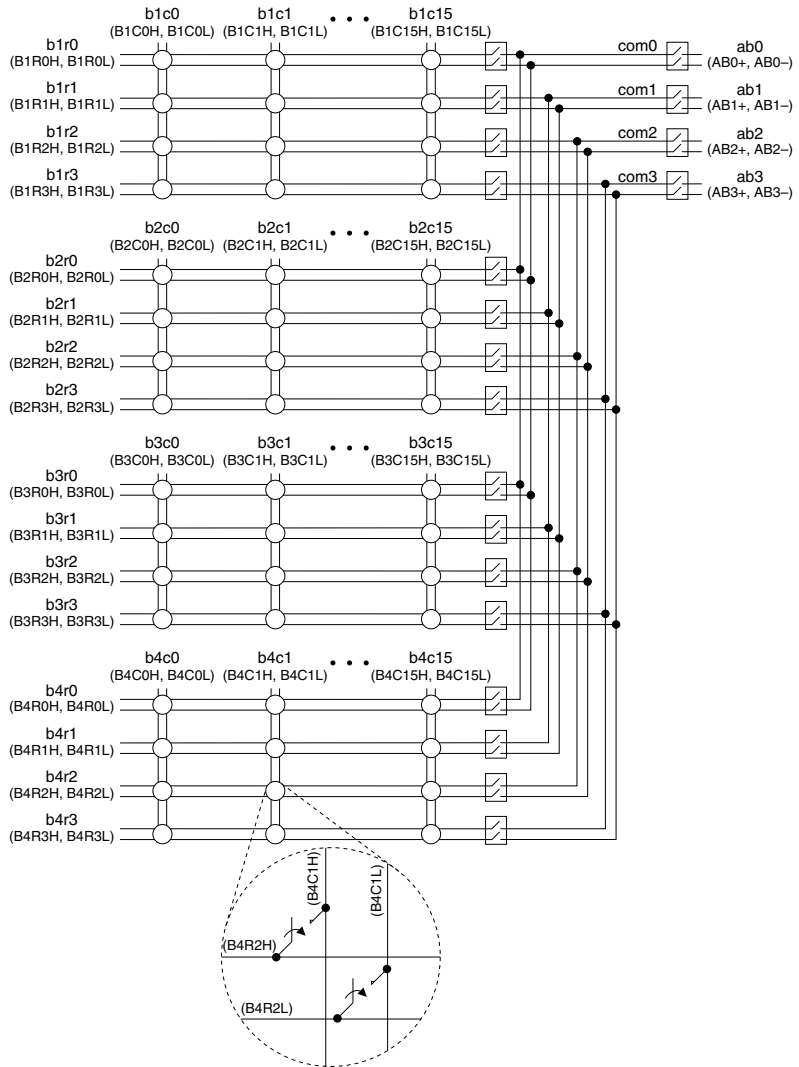 b1c0 b1c1 b1c15
(B1C0H, B1C0L) (B1C1H, B1C1L) (B1C15H, B1C15L)
b1r0 com0 ab0
(B1R0H, B1R0L) (AB0+, AB0–)
b1r1 com1 ab1
(B1R1H, B1R1L) (AB1+, AB1–)
b1r2 com2 ab2
(B1R2H, B1R2L) (AB2+, AB2–)
b1r3 com3 ab3
(B1R3H, B1R3L) (AB3+, AB3–)
b2c0 b2c1 b2c15
(B2C0H, B2C0L) (B2C1H, B2C1L) (B2C15H, B2C15L)
b2r0
(B2R0H, B2R0L)
b2r1
(B2R1H, B2R1L)
b2r2
(B2R2H, B2R2L)
b2r3
(B2R3H, B2R3L)
b3c0 b3c1 b3c15
(B3C0H, B3C0L) (B3C1H, B3C1L) (B3C15H, B3C15L)
b3r0
(B3R0H, B3R0L)
b3r1
(B3R1H, B3R1L)
b3r2
(B3R2H, B3R2L)
b3r3
(B3R3H, B3R3L)
b4c0 b4c1 b4c15
(B4C0H, B4C0L) (B4C1H, B4C1L) (B4C15H, B4C15L)
b4r0
(B4R0H, B4R0L)
b4r1
(B4R1H, B4R1L)
b4r2
(B4R2H, B4R2L)
b4r3
(B4R3H, B4R3L)
(B4C1H)
(B4C1L)
(B4R2H)
(B4R2L)